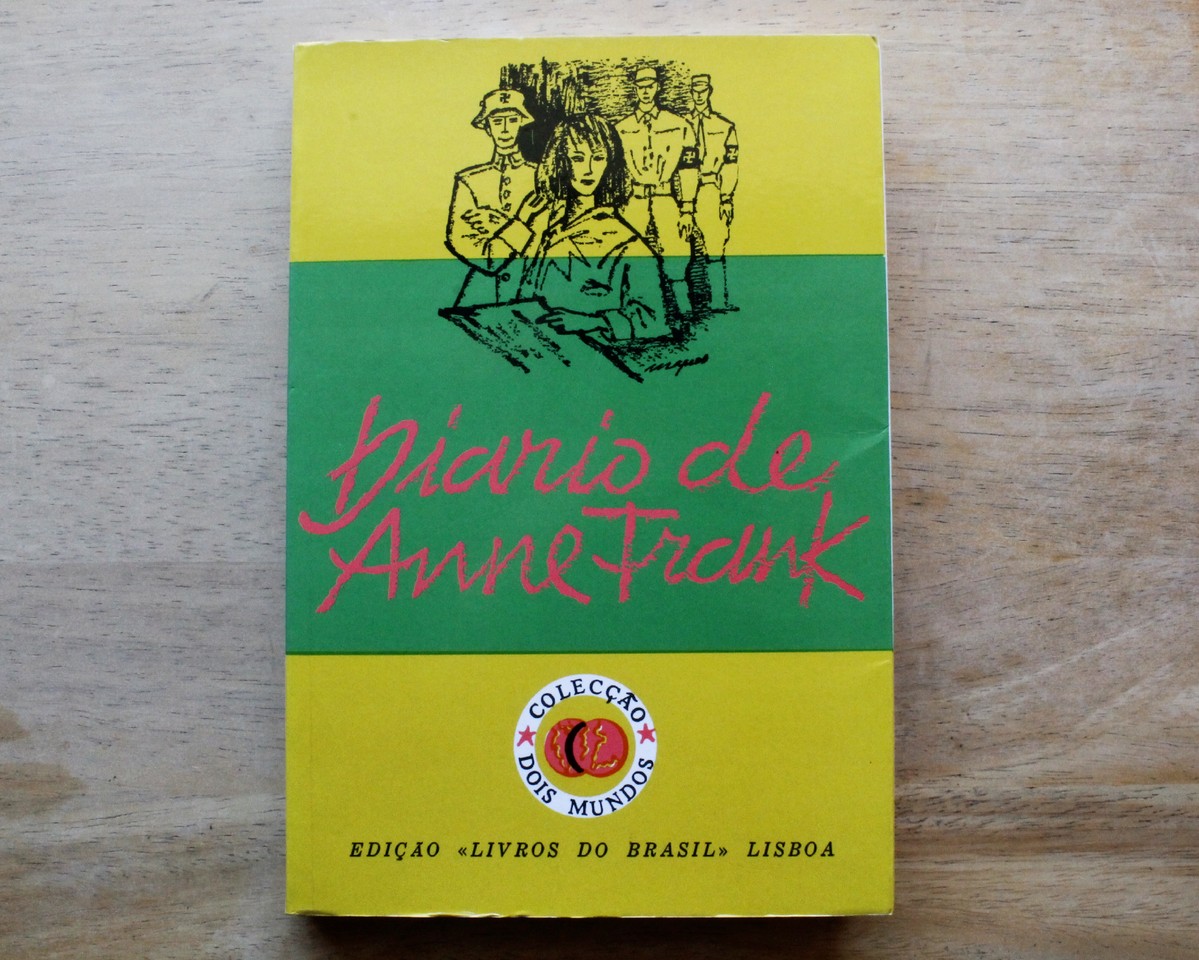 Diario de
Anne Frank
COLECÇÃO
DOIS MUNDOS
EDIÇÃO «LIVROS DO BRASIL» LISBOA